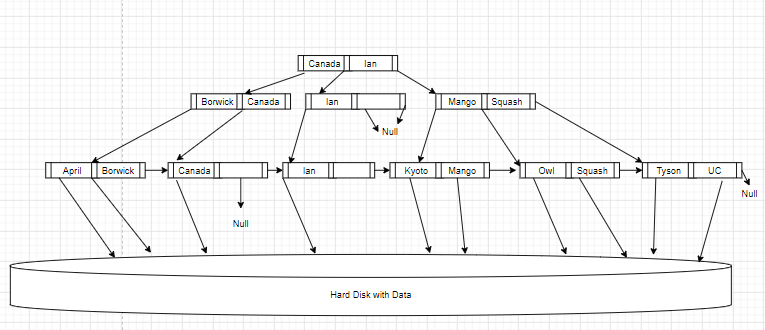 Canada Ian
Borwick Canada
Ian
Mango Squash
Null
April Borwick
Canada
Ian
Kyoto Mango
Owl Squash
Tyson UC
Null
Null
Hard Disk with Data